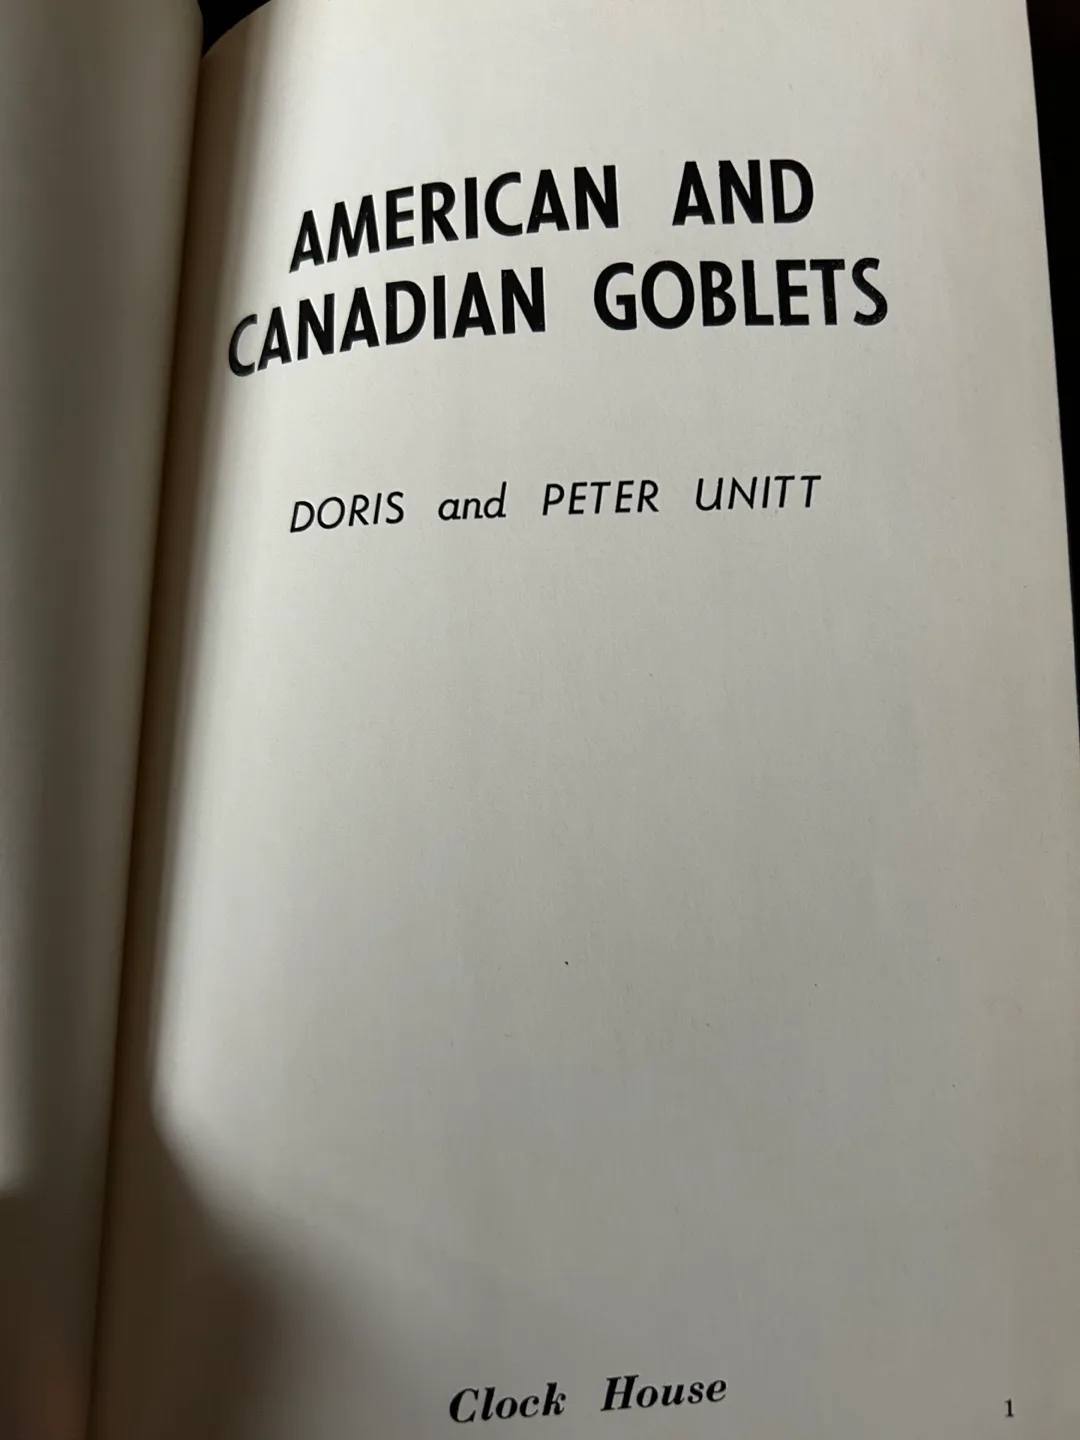 AMERICAN AND
CANADIAN GOBLETS
DORIS and PETER UNITT
Clock House
1